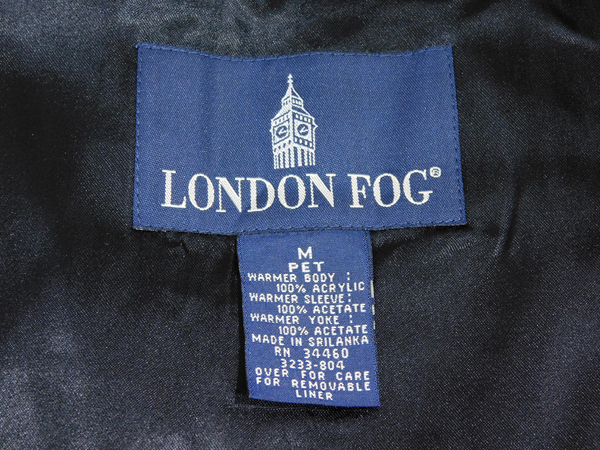 LONDON FOG®
M
PET
WARMER BODY :
100% ACRYLIC
WARMER SLEEVE:
100% ACETATE
WARMER YOKE :
100% ACETATE
MADE IN SRILANKA
RN 34460
3233-804
OVER FOR CARE
FOR REMOVABLE
LINER